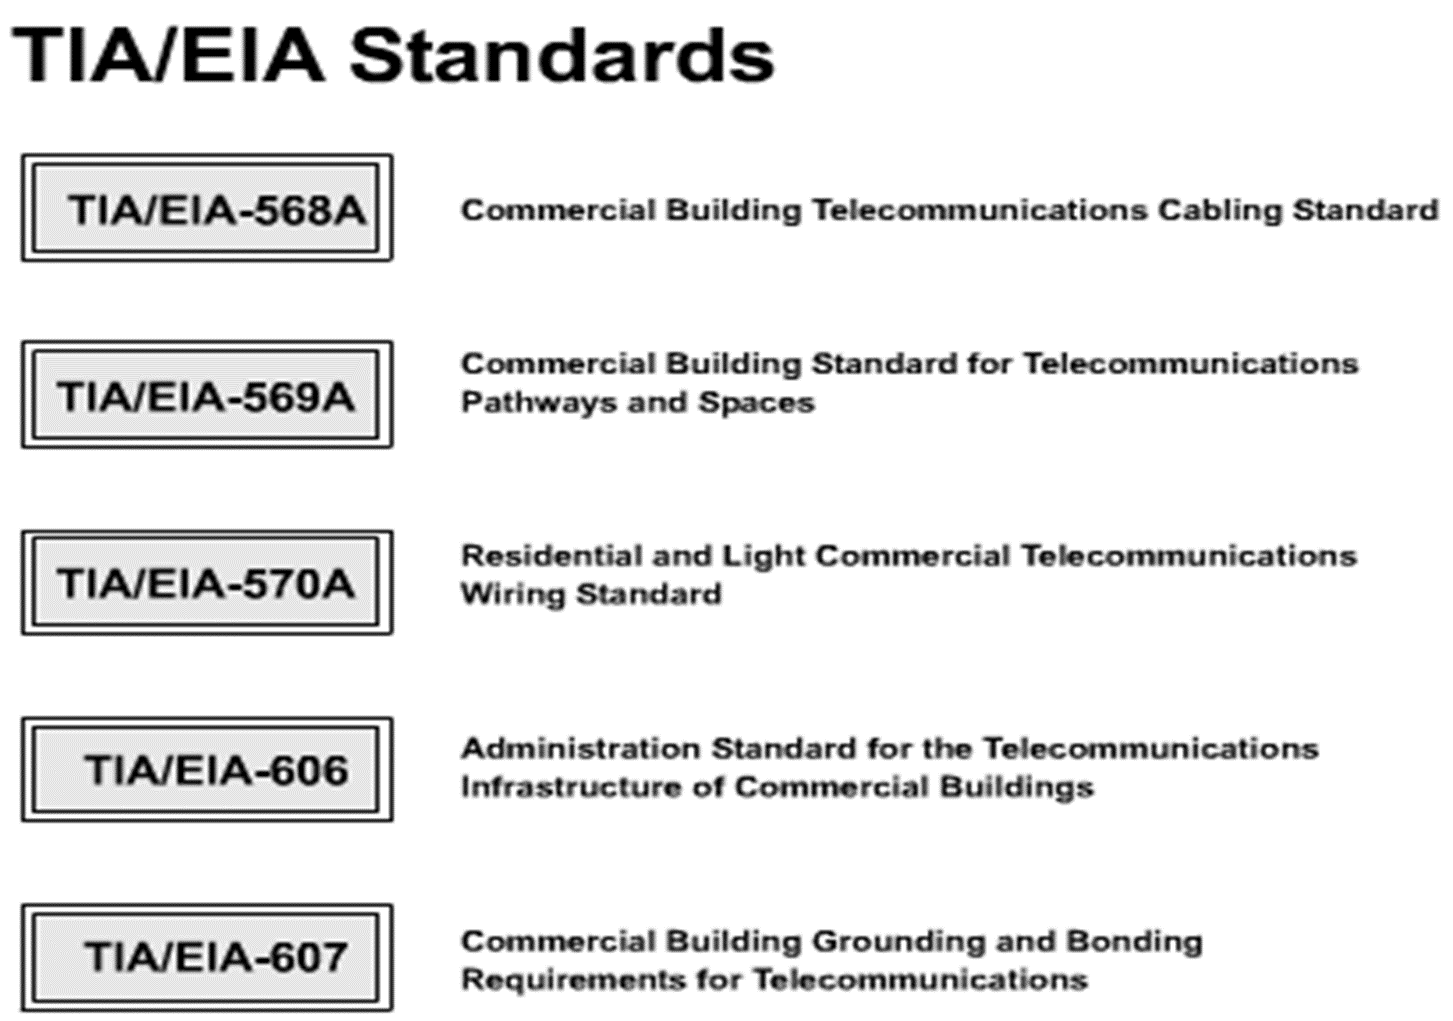 TIA/EIA Standards
TIA/EIA-568A
Commercial Building Telecommunications Cabling Standard
TIA/EIA-569A
Commercial Building Standard for Telecommunications
Pathways and Spaces
TIA/EIA-570A
Residential and Light Commercial Telecommunications
Wiring Standard
TIA/EIA-606
Administration Standard for the Telecommunications
Infrastructure of Commercial Buildings
TIA/EIA-607
Commercial Building Grounding and Bonding
Requirements for Telecommunications